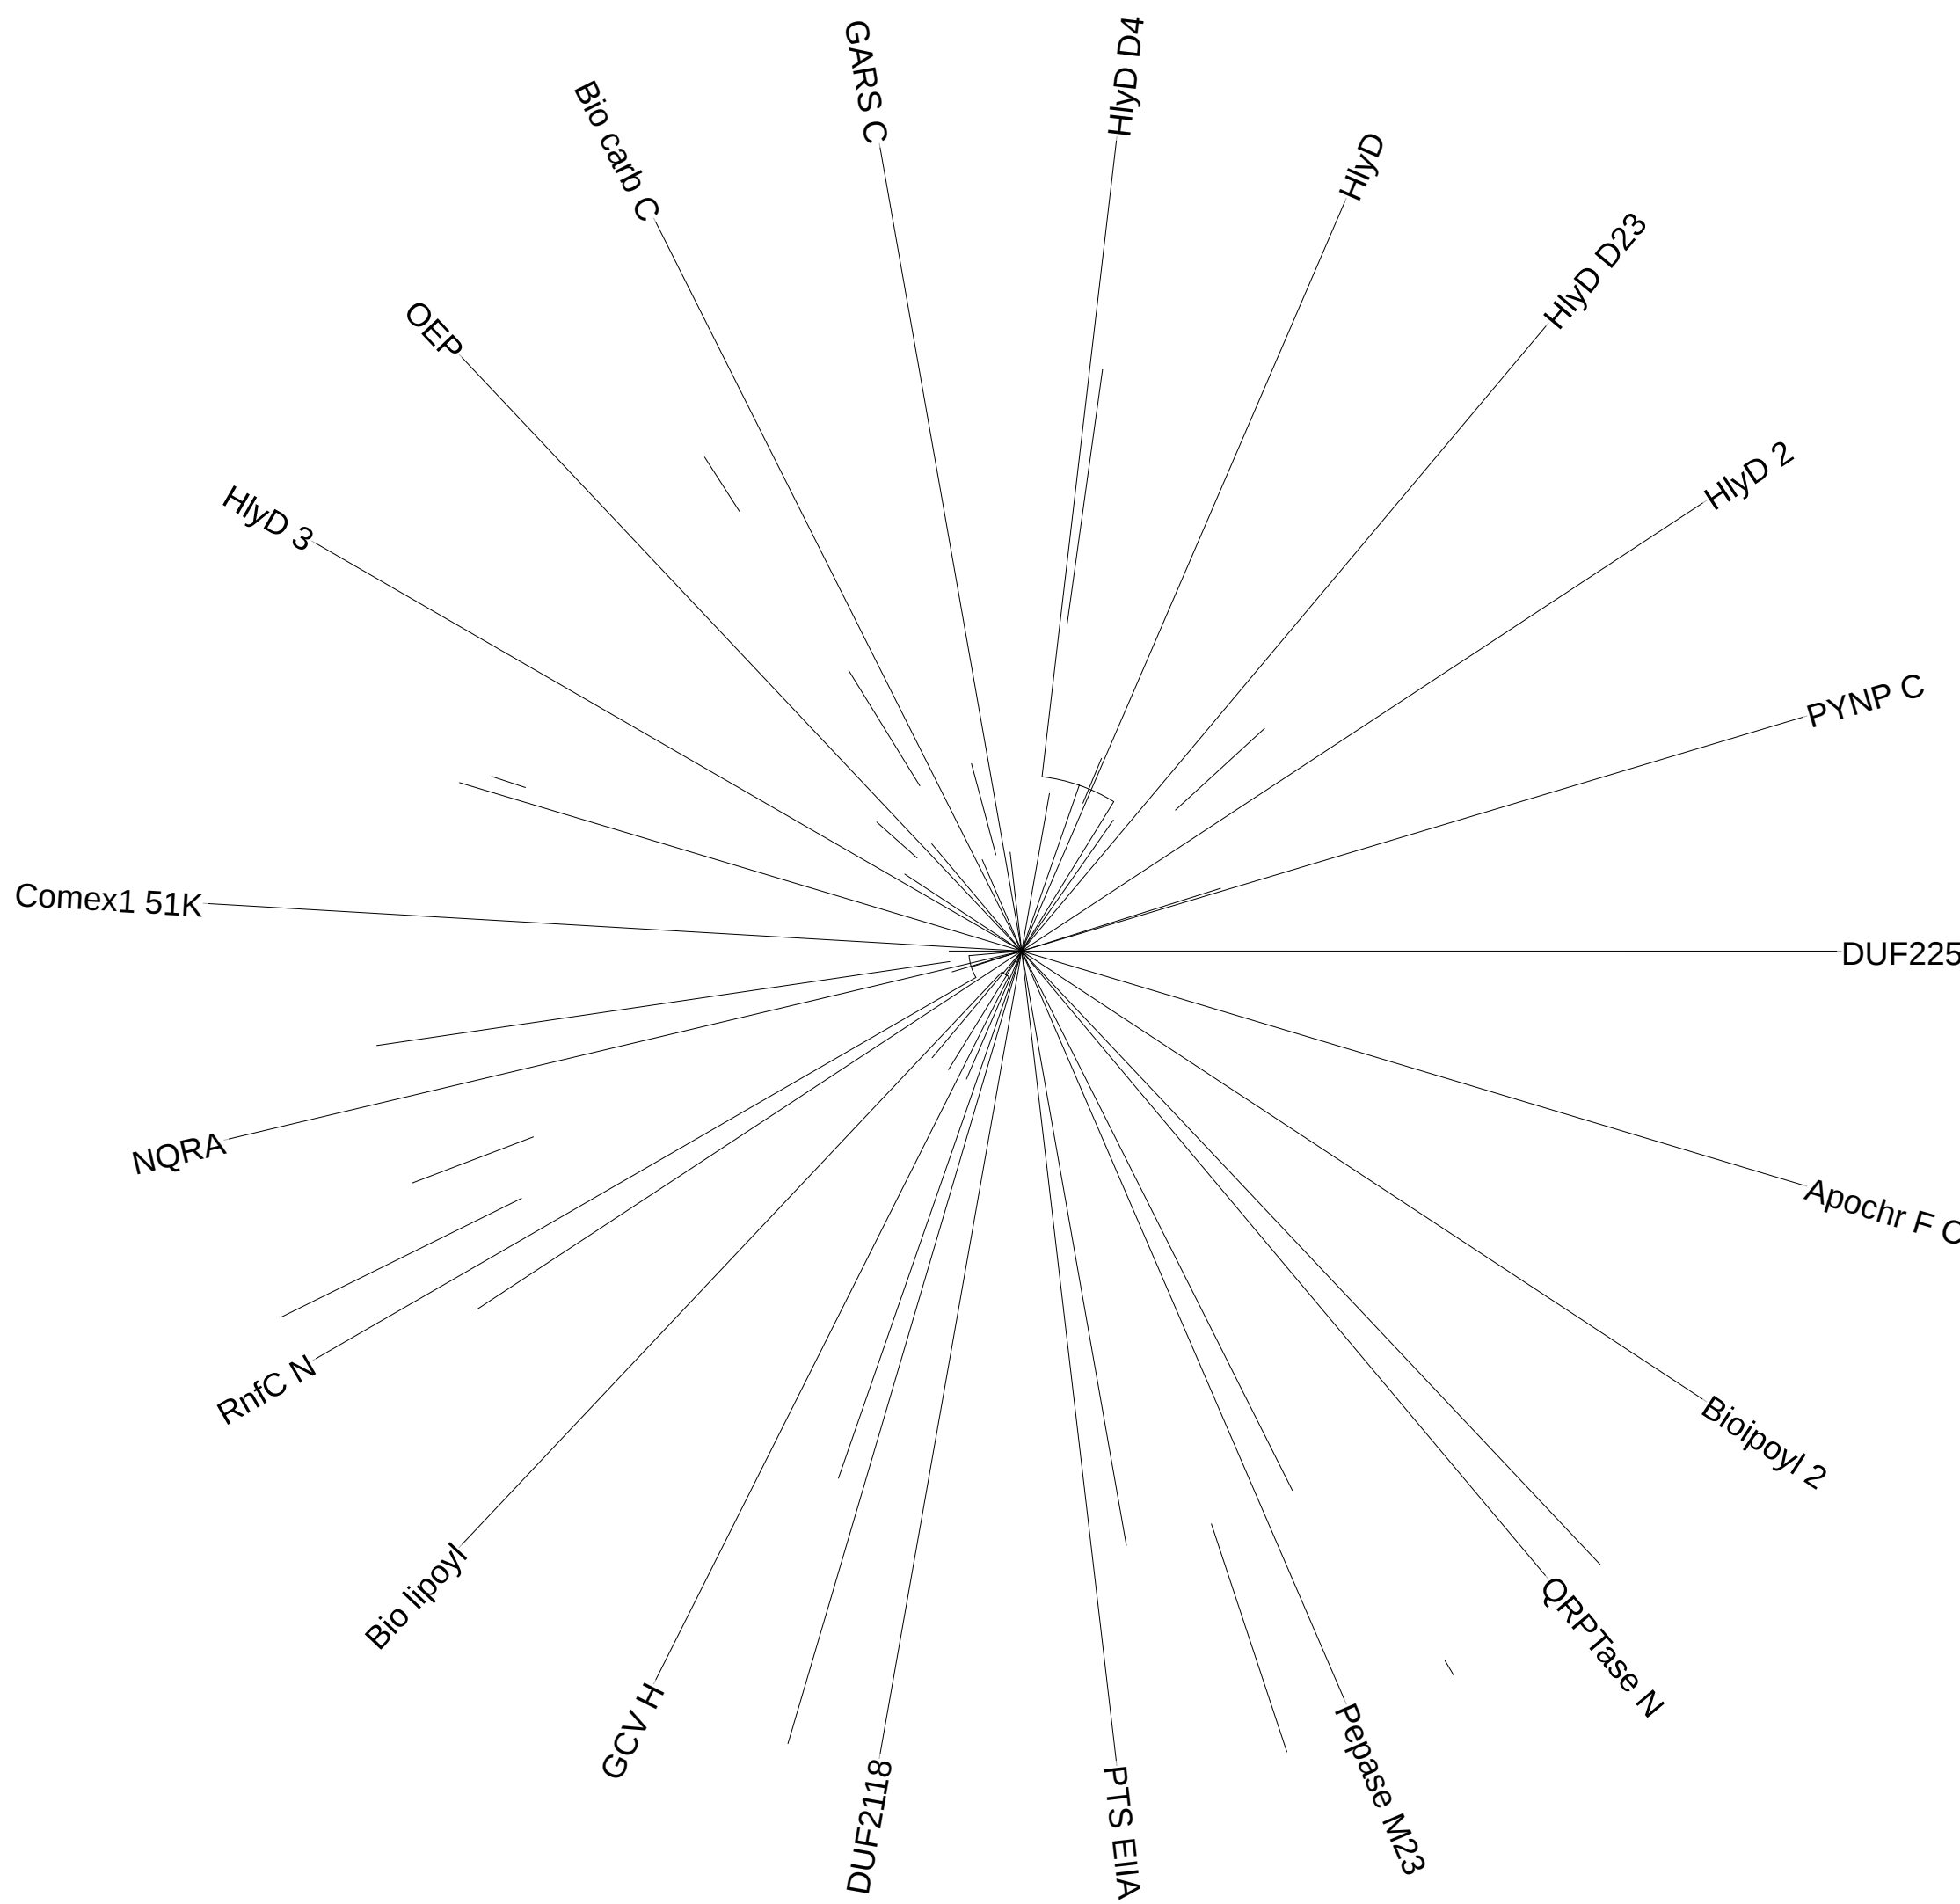 GARS C
HlyD D4
HlyD
HlyD D23
HlyD 2
PYNP C
DUF225
Apochr F C
Bioipoyl 2
QRPTase N
Pepase M23
PTS EIIA
DUF2118
GCV H
Bio lipoyl
RnfC N
NQRA
Comex1 51K
HlyD 3
OEP
Bio carb C